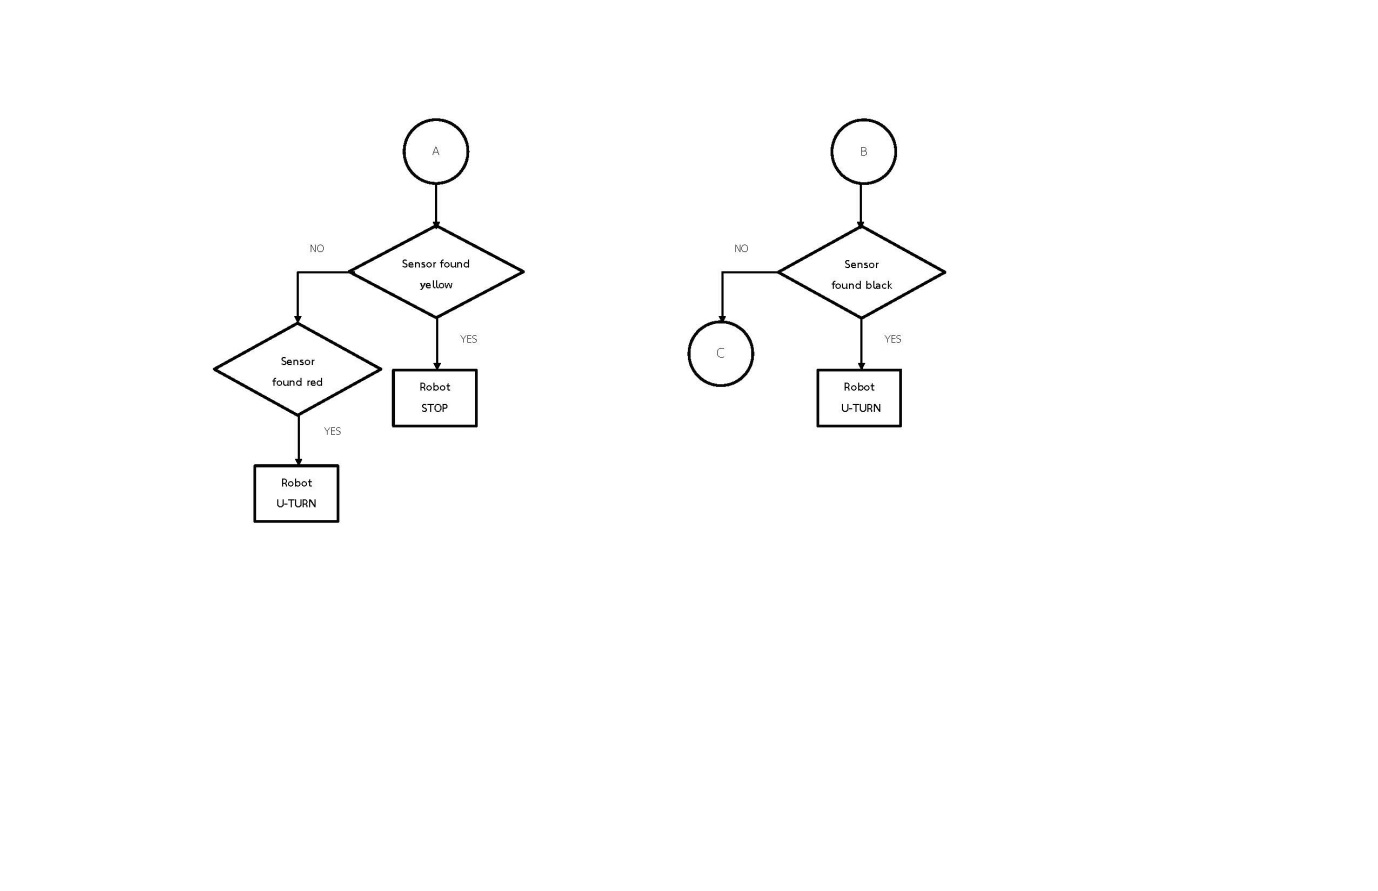 A
NO
Sensor found
yellow
YES
Sensor
found red
Robot
STOP
YES
Robot
U-TURN
B
NO
Sensor
found black
YES
C
Robot
U-TURN